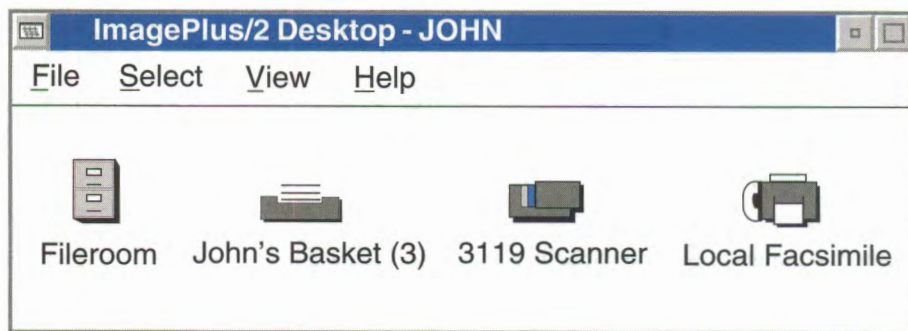 ImagePlus/2 Desktop - JOHN
File Select View Help
Fileroom John's Basket (3) 3119 Scanner Local Facsimile